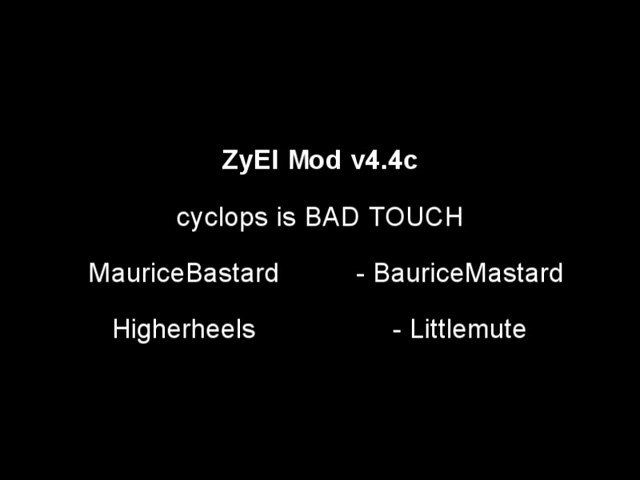 ZyEl Mod v4.4c
cyclops is BAD TOUCH
MauriceBastard - BauriceMastard
Higherheels - Littlemute